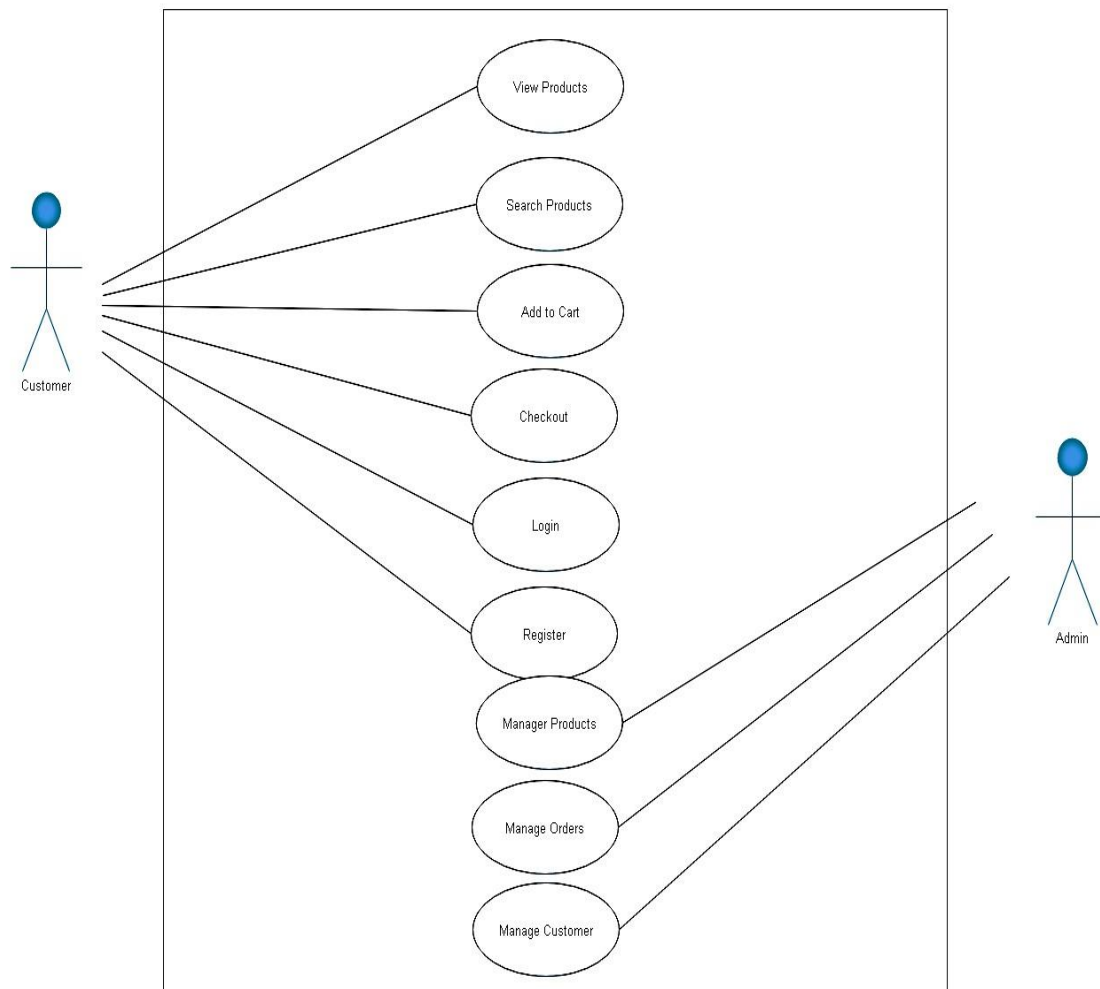 View Products
Search Products
Add to Cart
Customer
Checkout
Login
Register
Admin
Manager Products
Manage Orders
Manage Customer